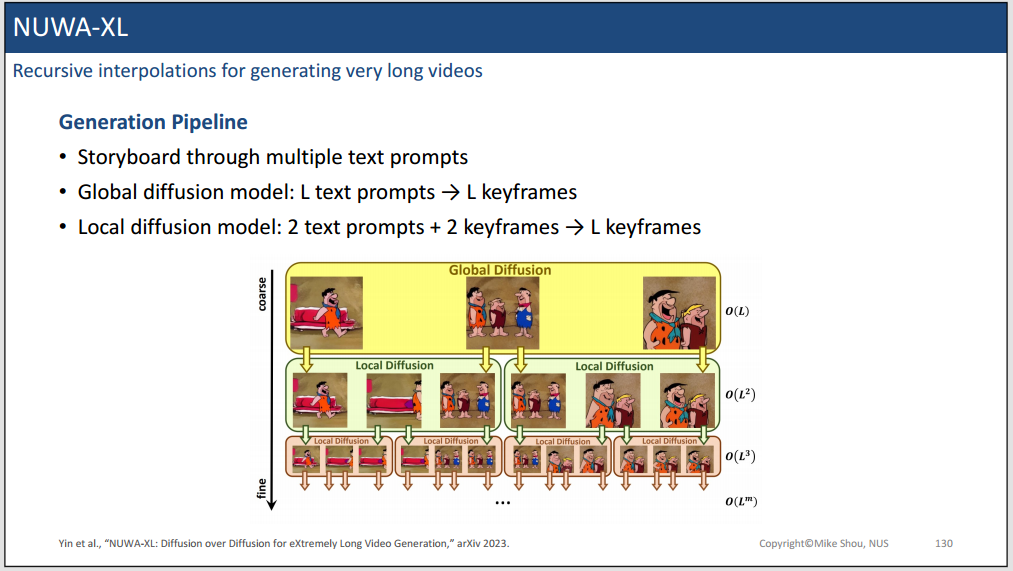 NUWA-XL
Recursive interpolations for generating very long videos
Generation Pipeline
• Storyboard through multiple text prompts
• Global diffusion model: L text prompts → L keyframes
• Local diffusion model: 2 text prompts + 2 keyframes → L keyframes
Global Diffusion
coarse
O(L)
Local Diffusion
Local Diffusion
O(L²)
Local Diffusion
Local Diffusion
Local Diffusion
Local Diffusion
O(L³)
fine
...
O(Lᵐ)
Yin et al., “NUWA-XL: Diffusion over Diffusion for eXtremely Long Video Generation,” arXiv 2023.
Copyright©Mike Shou, NUS
130